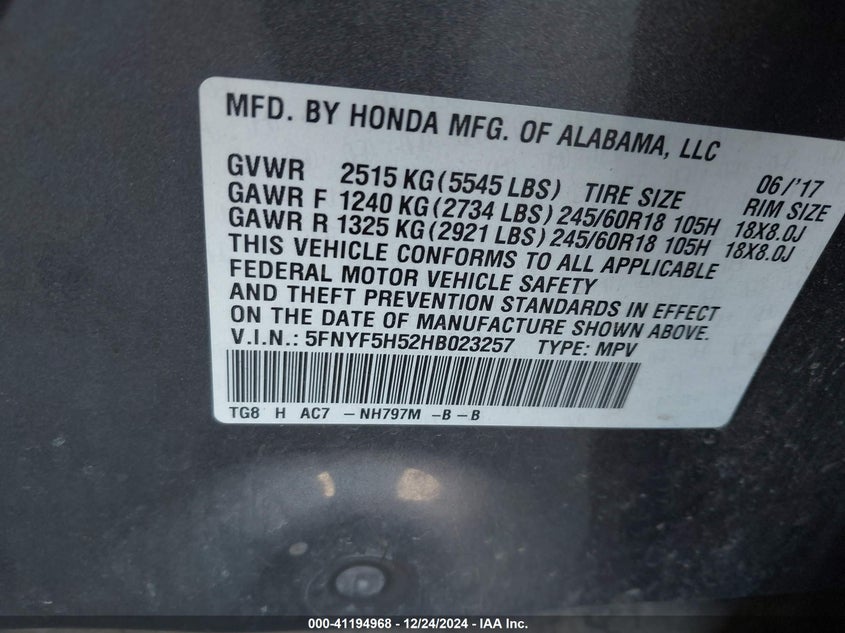 MFD. BY HONDA MFG. OF ALABAMA, LLC
06/'17
GVWR 2515 KG (5545 LBS) TIRE SIZE RIM SIZE
GAWR F 1240 KG (2734 LBS) 245/60R18 105H 18X8.0J
GAWR R 1325 KG (2921 LBS) 245/60R18 105H 18X8.0J
THIS VEHICLE CONFORMS TO ALL APPLICABLE
FEDERAL MOTOR VEHICLE SAFETY
AND THEFT PREVENTION STANDARDS IN EFFECT
ON THE DATE OF MANUFACTURE SHOWN ABOVE.
V.I.N.: 5FNYF5H52HB023257 TYPE: MPV
TG8 H AC7 - NH797M - B - B
000-41194968 - 12/24/2024 - IAA Inc.